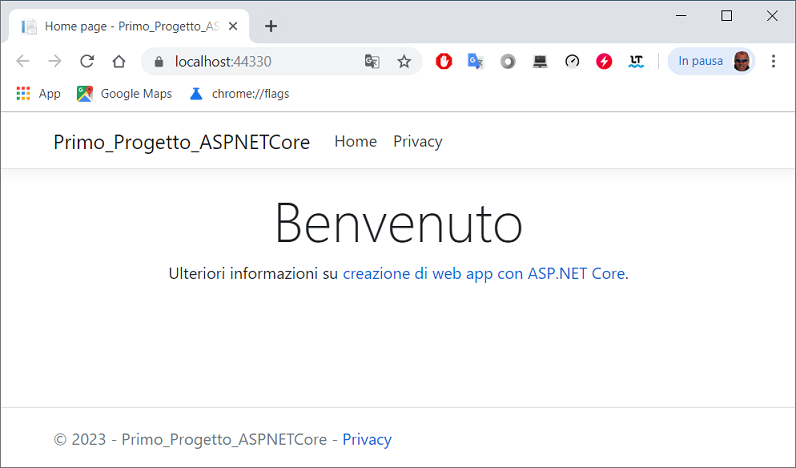 Home page - Primo_Progetto_AS
localhost:44330
In pausa
App
Google Maps
chrome://flags
Primo_Progetto_ASPNETCore
Home
Privacy
Benvenuto
Ulteriori informazioni su creazione di web app con ASP.NET Core.
© 2023 - Primo_Progetto_ASPNETCore - Privacy